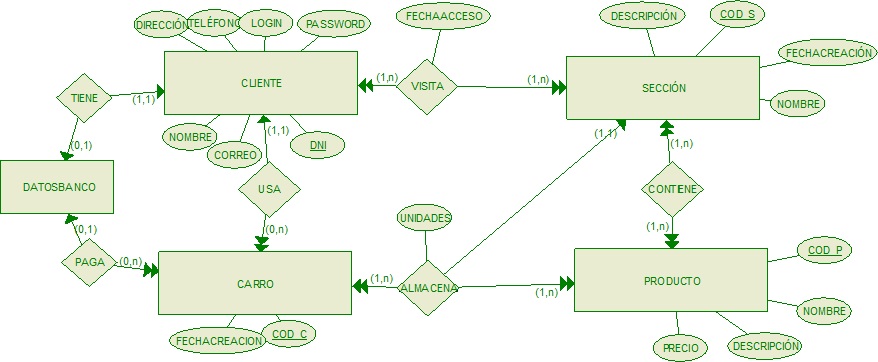 FECHAACCESO
DESCRIPCIÓN
COD_S
DIRECCIÓN
TELÉFONO
LOGIN
PASSWORD
FECHACREACIÓN
CLIENTE
(1,n)
VISITA
(1,n)
SECCIÓN
TIENE
(1,1)
NOMBRE
NOMBRE
(1,1)
(1,1)
CORREO
DNI
(0,1)
(1,n)
DATOSBANCO
USA
CONTIENE
UNIDADES
(0,1)
(0,n)
(1,n)
COD_P
PAGA
(0,n)
CARRO
(1,n)
ALMACENA
(1,n)
PRODUCTO
NOMBRE
FECHACREACION
COD_C
PRECIO
DESCRIPCIÓN